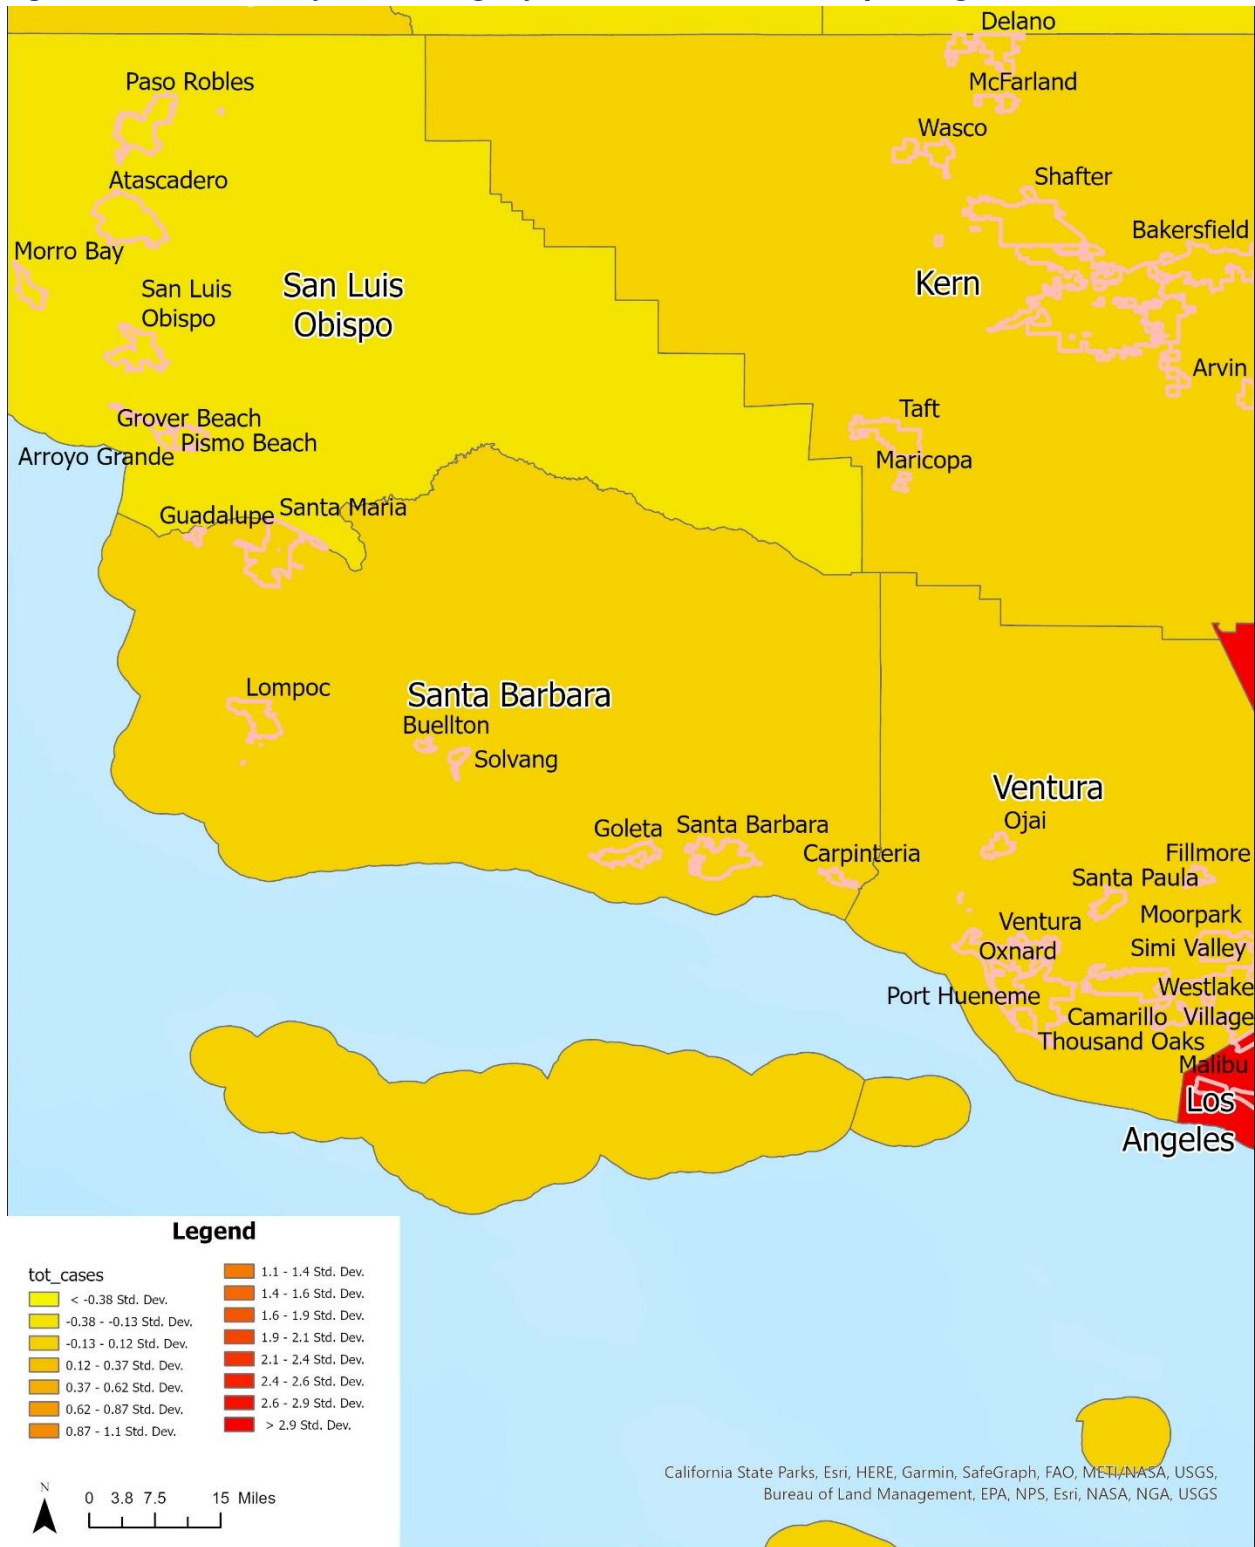 Delano
Paso Robles
McFarland
Wasco
Atascadero
Shafter
Bakersfield
Morro Bay
San Luis
Obispo
San Luis
Obispo
Kern
Arvin
Grover Beach
Taft
Pismo Beach
Arroyo Grande
Maricopa
Guadalupe
Santa Maria
Lompoc
Santa Barbara
Buellton
Solvang
Ventura
Ojai
Goleta
Santa Barbara
Carpinteria
Fillmore
Santa Paula
Moorpark
Ventura
Simi Valley
Oxnard
Westlake
Village
Port Hueneme
Camarillo
Thousand Oaks
Malibu
Los
Angeles
Legend
tot_cases
< -0.38 Std. Dev.
-0.38 - -0.13 Std. Dev.
-0.13 - 0.12 Std. Dev.
0.12 - 0.37 Std. Dev.
0.37 - 0.62 Std. Dev.
0.62 - 0.87 Std. Dev.
0.87 - 1.1 Std. Dev.
1.1 - 1.4 Std. Dev.
1.4 - 1.6 Std. Dev.
1.6 - 1.9 Std. Dev.
1.9 - 2.1 Std. Dev.
2.1 - 2.4 Std. Dev.
2.4 - 2.6 Std. Dev.
2.6 - 2.9 Std. Dev.
> 2.9 Std. Dev.
N
0 3.8 7.5 15 Miles
California State Parks, Esri, HERE, Garmin, SafeGraph, FAO, METI/NASA, USGS,
Bureau of Land Management, EPA, NPS, Esri, NASA, NGA, USGS